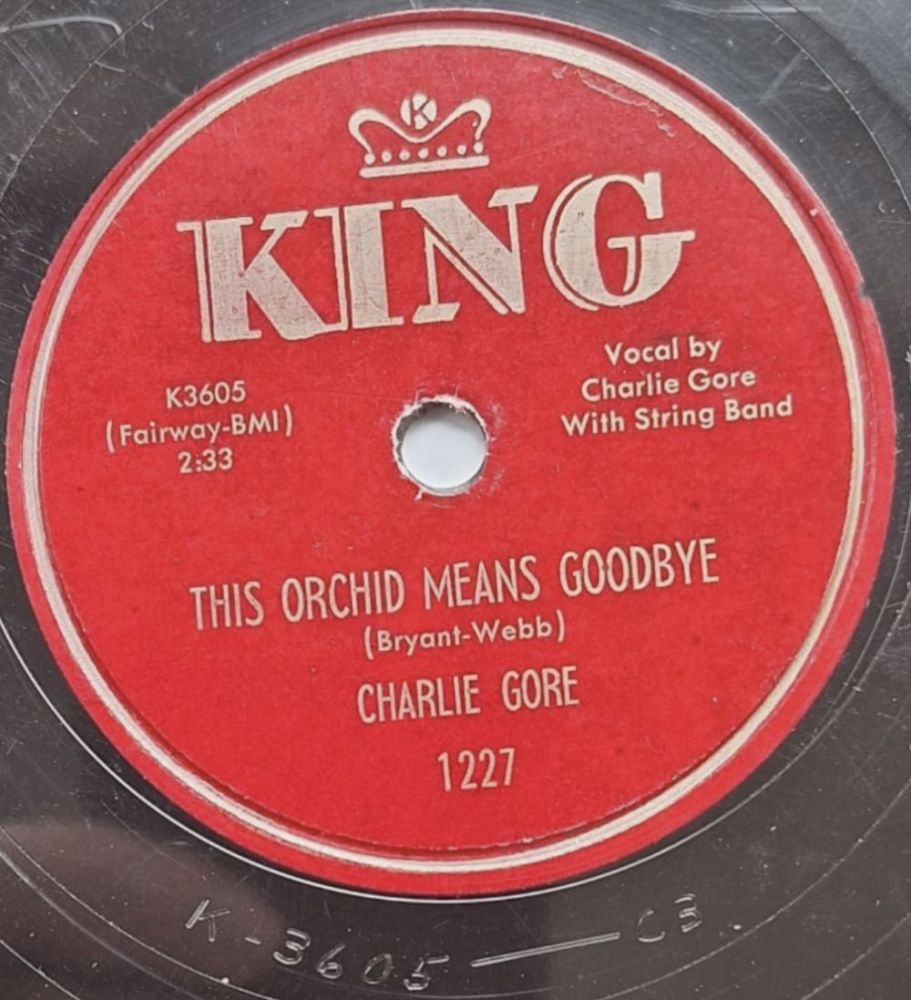 K
KING
K3605
(Fairway-BMI)
2:33
Vocal by
Charlie Gore
With String Band
THIS ORCHID MEANS GOODBYE
(Bryant-Webb)
CHARLIE GORE
1227
K-3605 — C3